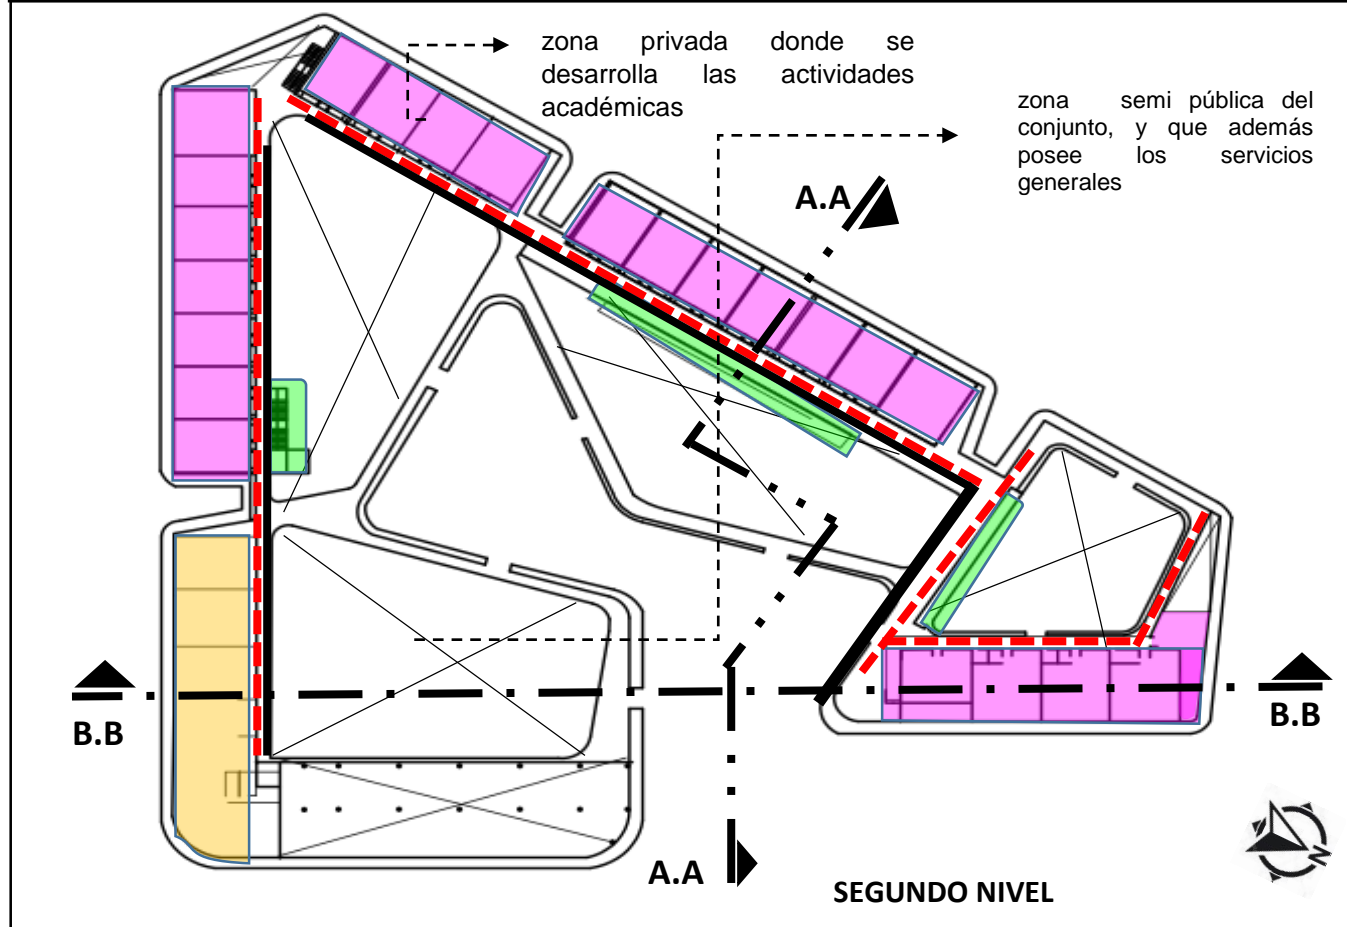 zona privada donde se
desarrolla las actividades
académicas
zona semi pública del
conjunto, y que además
posee los servicios
generales
A.A
B.B
B.B
A.A
SEGUNDO NIVEL
N